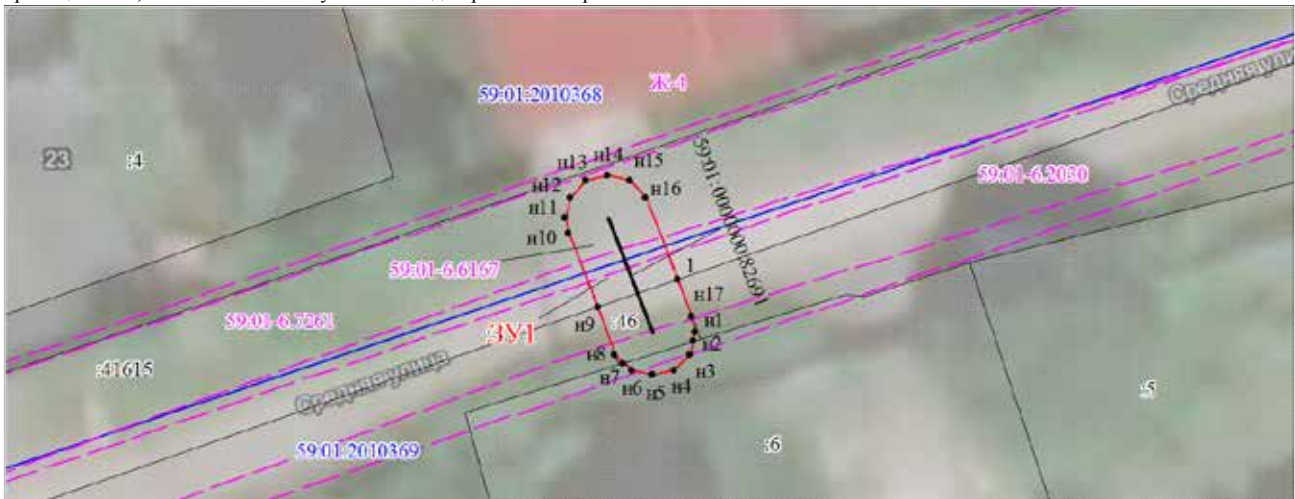 Ж-4
59:01:2010368
Средняя ули
23
:4
н13
н14
н15
н12
н16
59:01:0000000:82691
59:01-6.2030
н11
н10
59:01-6.6167
1
59:01-6.7261
н17
:46
н9
ЗУ1
н1
н2
н8
н7
н3
н6
н5
н4
:41615
Средняя улица
:5
59:01:2010369
:6